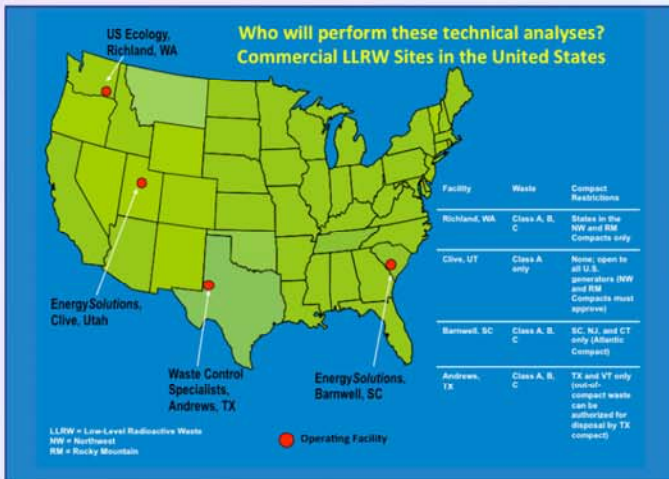 US Ecology,
Richland, WA
Who will perform these technical analyses?
Commercial LLRW Sites in the United States
Facility Waste Compact Restrictions
Richland, WA Class A, B, C States in the NW and RM Compacts only
Clive, UT Class A only None; open to all U.S. generators (NW and RM Compacts must approve)
Barnwell, SC Class A, B, C SC, NJ, and CT only (Atlantic Compact)
Andrews, TX Class A, B, C TX and VT only (out-of-compact waste can be authorized for disposal by TX compact)
EnergySolutions,
Clive, Utah
Waste Control
Specialists,
Andrews, TX
EnergySolutions,
Barnwell, SC
LLRW = Low-Level Radioactive Waste
NW = Northwest
RM = Rocky Mountain
Operating Facility